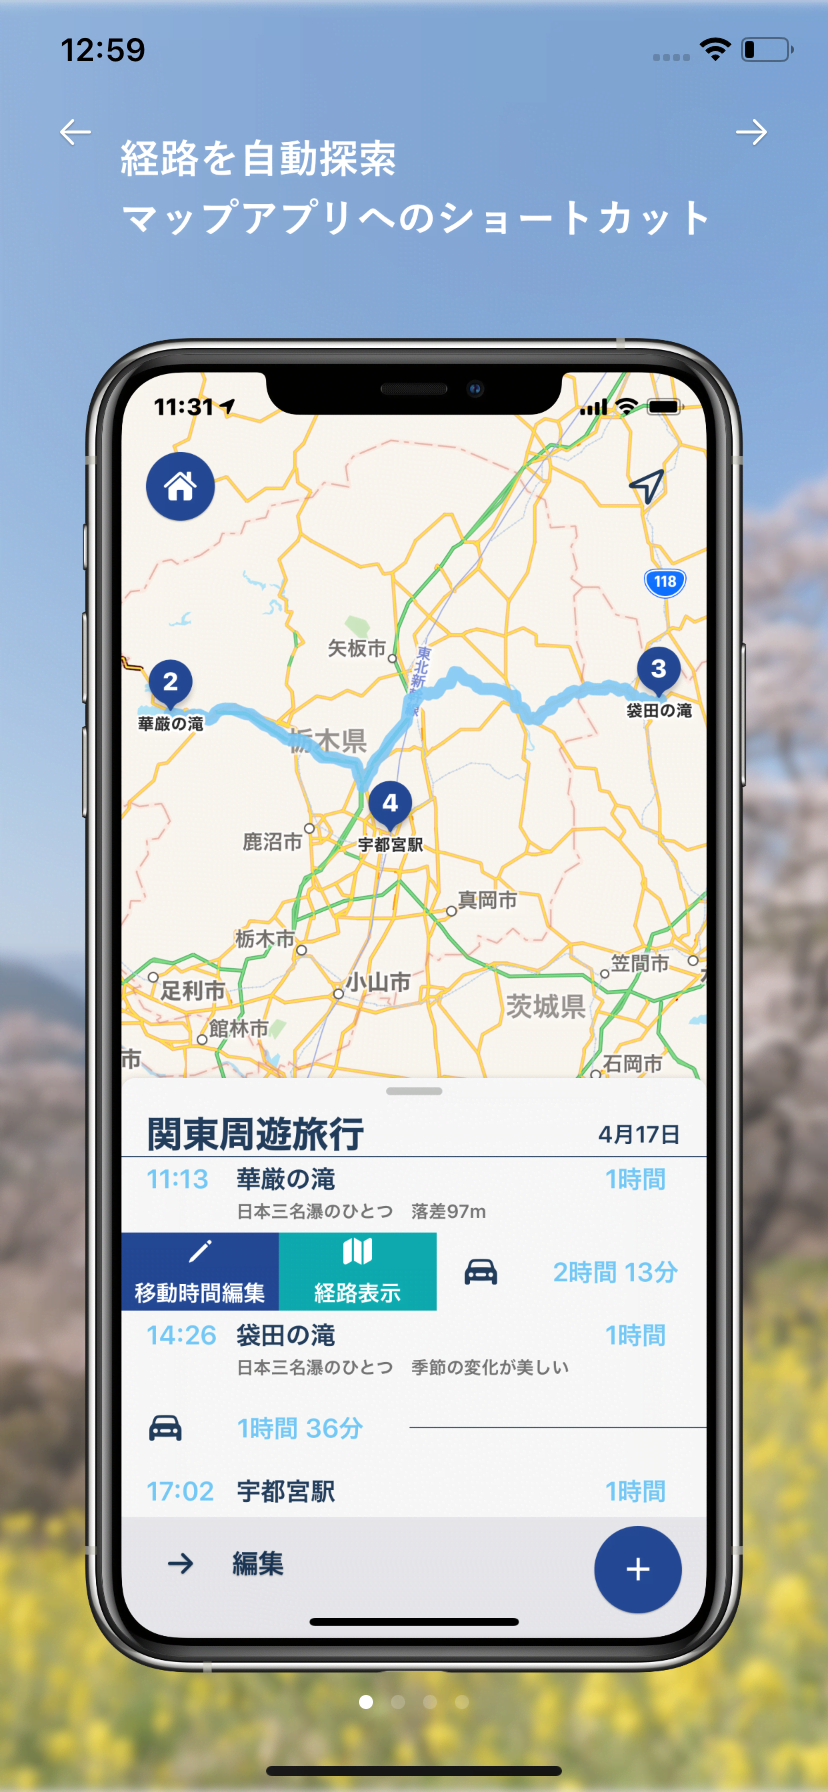 12:59
経路を自動探索
マップアプリへのショートカット
11:31
118
矢板市
東北新幹線
2
華厳の滝
3
袋田の滝
栃木県
4
宇都宮駅
鹿沼市
真岡市
栃木市
笠間市
足利市
小山市
茨城県
館林市
市
石岡市
関東周遊旅行
4月17日
11:13 華厳の滝 1時間
日本三名瀑のひとつ 落差97m
移動時間編集 経路表示 2時間 13分
14:26 袋田の滝 1時間
日本三名瀑のひとつ 季節の変化が美しい
1時間 36分
17:02 宇都宮駅 1時間
編集